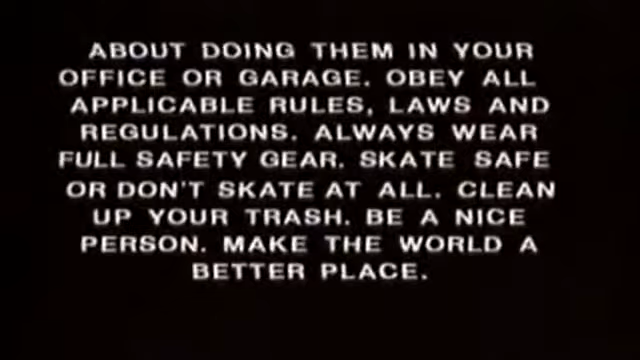 ABOUT DOING THEM IN YOUR
OFFICE OR GARAGE. OBEY ALL
APPLICABLE RULES, LAWS AND
REGULATIONS. ALWAYS WEAR
FULL SAFETY GEAR. SKATE SAFE
OR DON'T SKATE AT ALL. CLEAN
UP YOUR TRASH. BE A NICE
PERSON. MAKE THE WORLD A
BETTER PLACE.